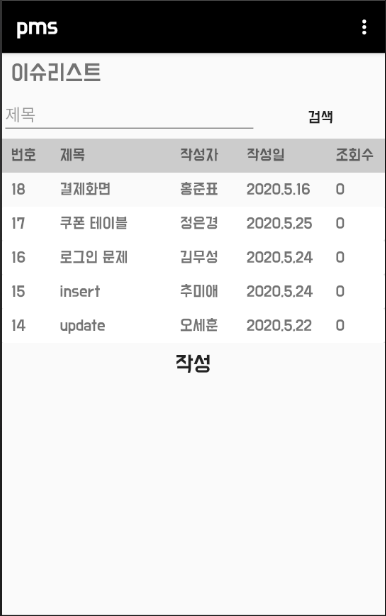 pms
이슈리스트
제목 검색
번호 제목 작성자 작성일 조회수
18 결제화면 홍준표 2020.5.16 0
17 쿠폰 테이블 정은경 2020.5.25 0
16 로그인 문제 김무성 2020.5.24 0
15 insert 추미애 2020.5.24 0
14 update 오세훈 2020.5.22 0
작성